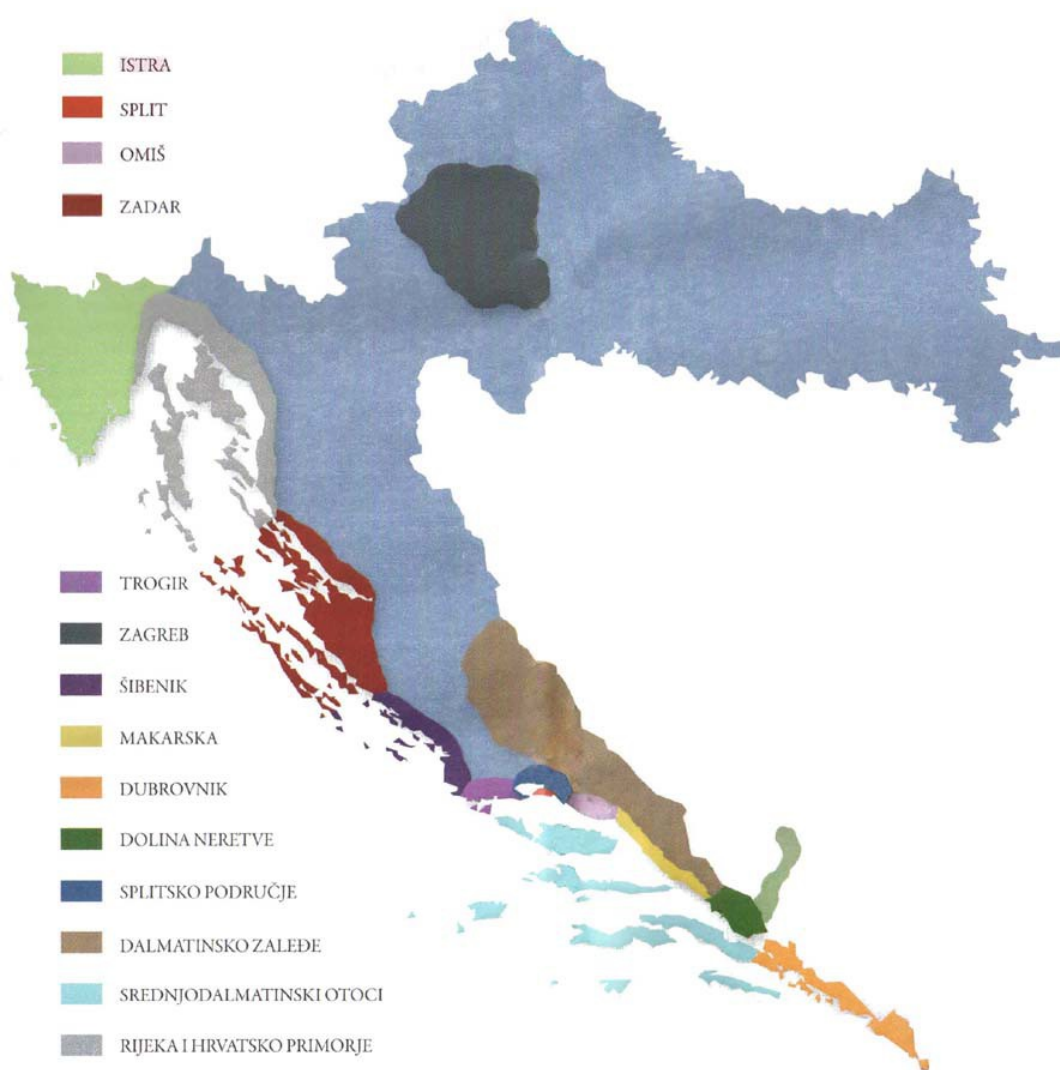 ISTRA
SPLIT
OMIŠ
ZADAR
TROGIR
ZAGREB
ŠIBENIK
MAKARSKA
DUBROVNIK
DOLINA NERETVE
SPLITSKO PODRUČJE
DALMATINSKO ZALEĐE
SREDNJODALMATINSKI OTOCI
RIJEKA I HRVATSKO PRIMORJE